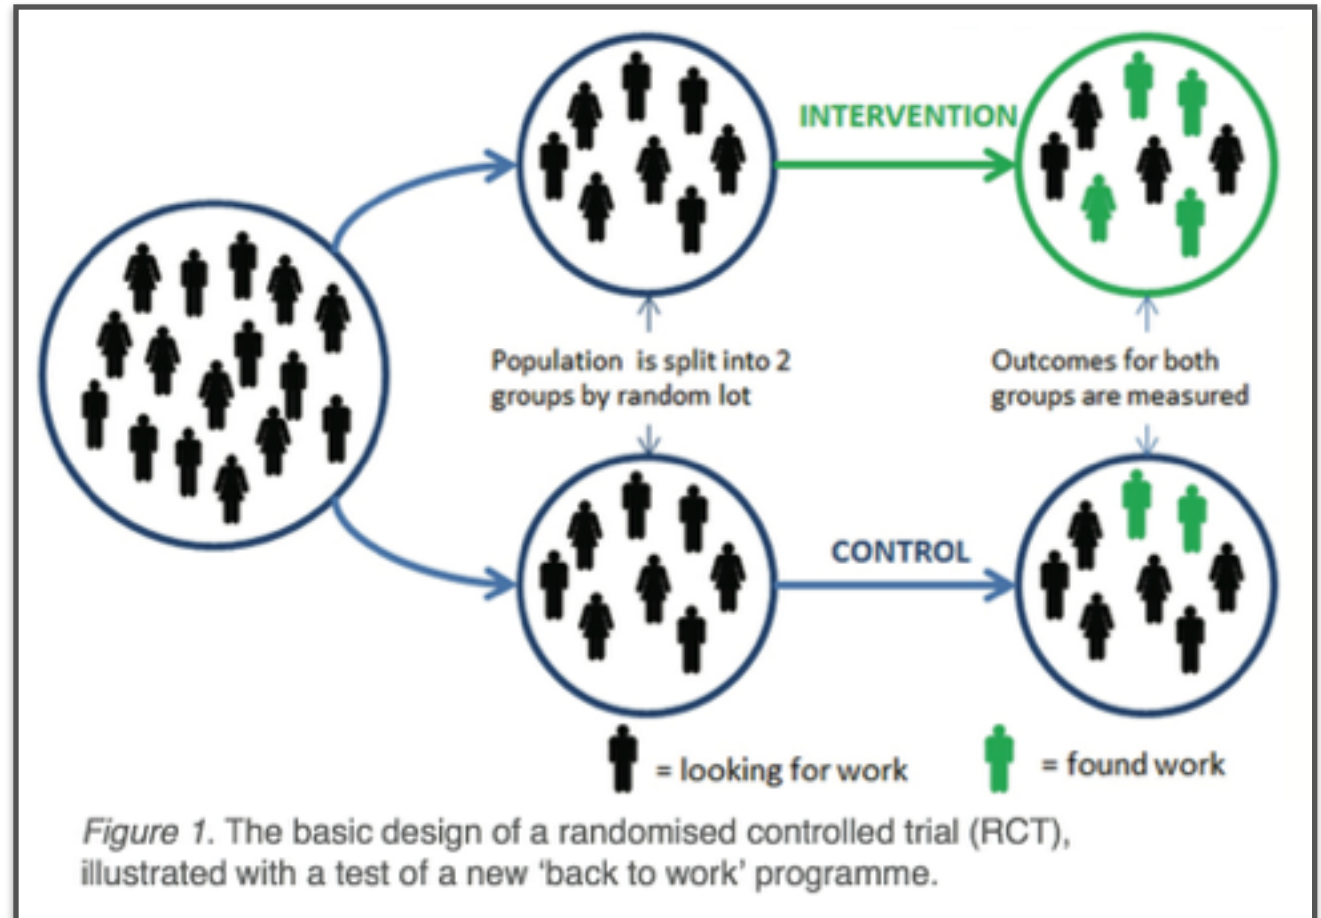 INTERVENTION
Population is split into 2
groups by random lot
Outcomes for both
groups are measured
CONTROL
= looking for work
= found work
Figure 1. The basic design of a randomised controlled trial (RCT),
illustrated with a test of a new ‘back to work’ programme.